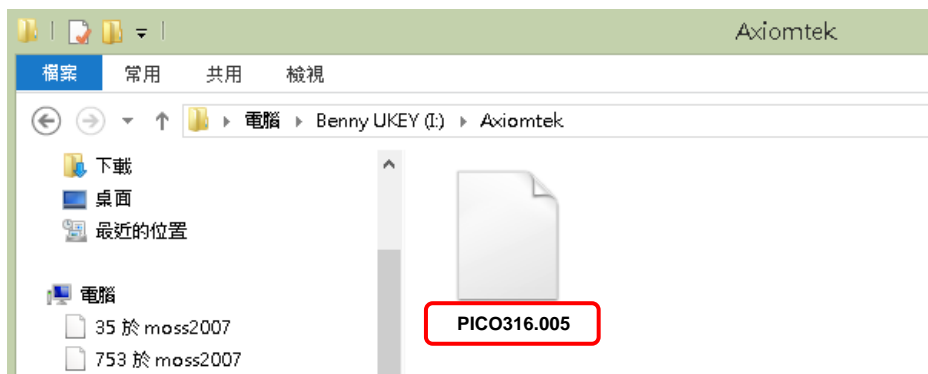 Axiomtek
檔案 常用 共用 檢視
電腦 Benny UKEY (I:) Axiomtek
下載
桌面
最近的位置
電腦
35 於 moss2007
753 於 moss2007
PICO316.005